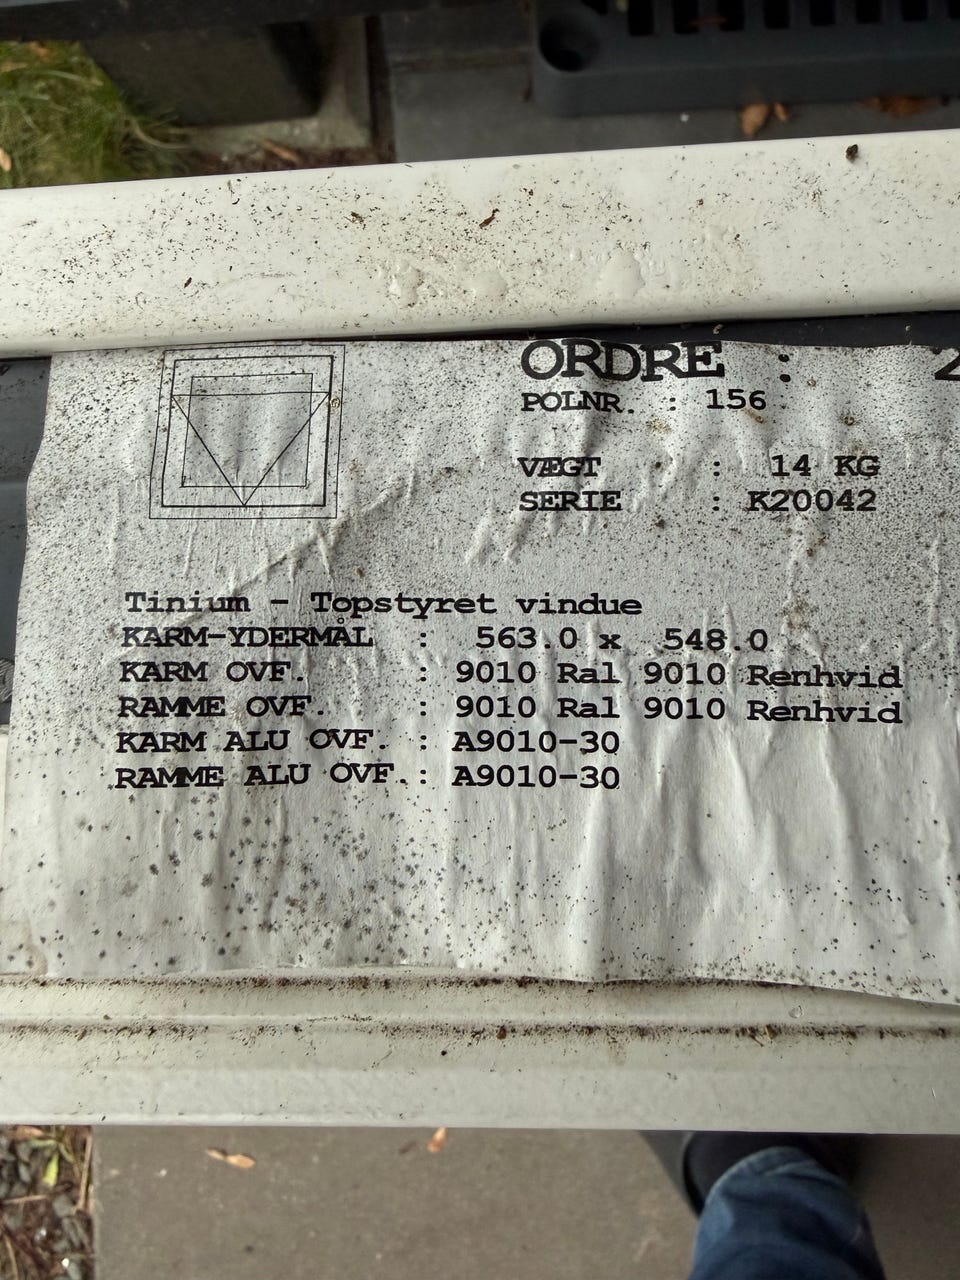 ORDRE : 2
POLNR. : 156
VÆGT : 14 KG
SERIE : K20042
Tinium - Topstyret vindue
KARM-YDERMÅL : 563.0 x 548.0
KARM OVF. : 9010 Ral 9010 Renhvid
RAMME OVF. : 9010 Ral 9010 Renhvid
KARM ALU OVF. : A9010-30
RAMME ALU OVF.: A9010-30